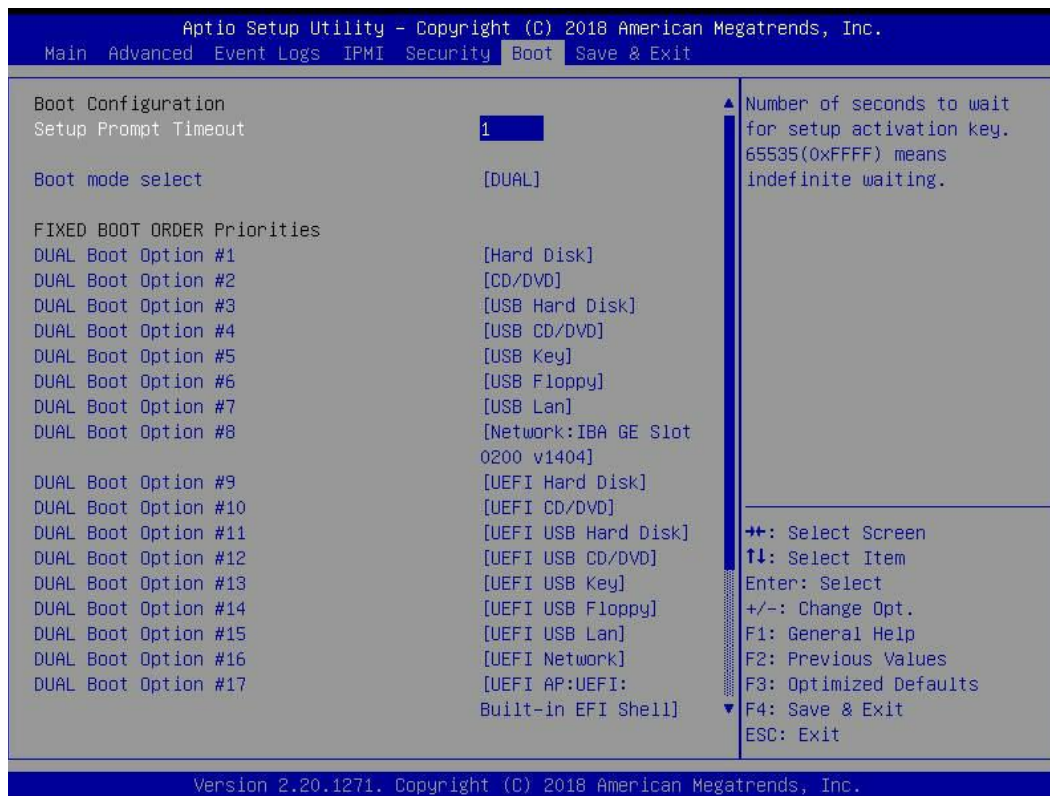 Aptio Setup Utility – Copyright (C) 2018 American Megatrends, Inc.
Main Advanced Event Logs IPMI Security Boot Save & Exit
Boot Configuration
Setup Prompt Timeout 1
Boot mode select [DUAL]
FIXED BOOT ORDER Priorities
DUAL Boot Option #1 [Hard Disk]
DUAL Boot Option #2 [CD/DVD]
DUAL Boot Option #3 [USB Hard Disk]
DUAL Boot Option #4 [USB CD/DVD]
DUAL Boot Option #5 [USB Key]
DUAL Boot Option #6 [USB Floppy]
DUAL Boot Option #7 [USB Lan]
DUAL Boot Option #8 [Network:IBA GE Slot
0200 v1404]
DUAL Boot Option #9 [UEFI Hard Disk]
DUAL Boot Option #10 [UEFI CD/DVD]
DUAL Boot Option #11 [UEFI USB Hard Disk]
DUAL Boot Option #12 [UEFI USB CD/DVD]
DUAL Boot Option #13 [UEFI USB Key]
DUAL Boot Option #14 [UEFI USB Floppy]
DUAL Boot Option #15 [UEFI USB Lan]
DUAL Boot Option #16 [UEFI Network]
DUAL Boot Option #17 [UEFI AP:UEFI:
Built-in EFI Shell]
Number of seconds to wait
for setup activation key.
65535(0xFFFF) means
indefinite waiting.
→←: Select Screen
↑↓: Select Item
Enter: Select
+/-: Change Opt.
F1: General Help
F2: Previous Values
F3: Optimized Defaults
F4: Save & Exit
ESC: Exit
Version 2.20.1271. Copyright (C) 2018 American Megatrends, Inc.